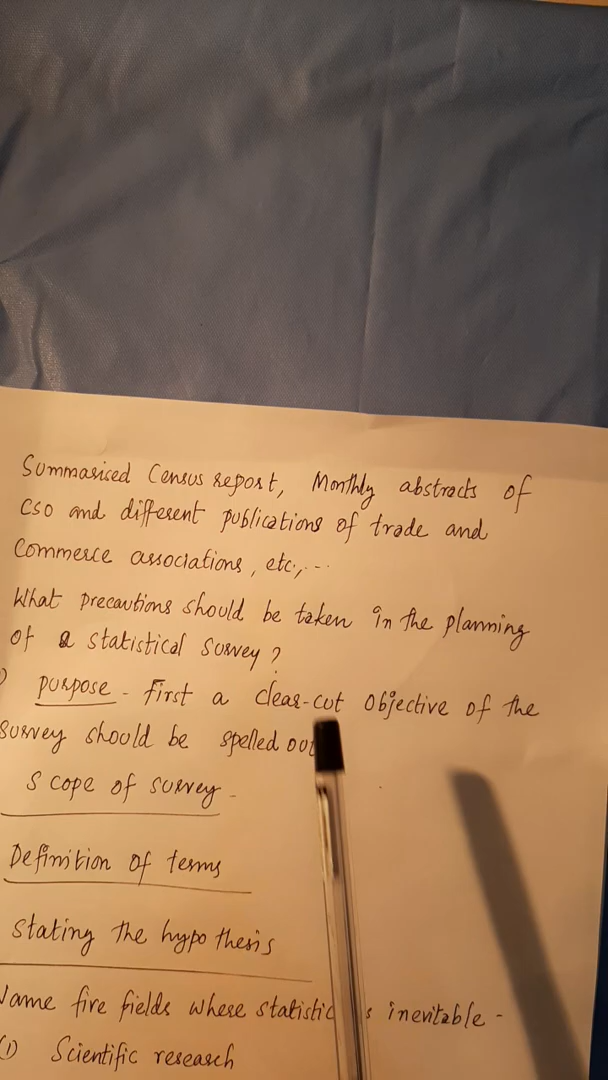 Summarised Census report, Monthly abstracts of
CSO and different publications of trade and
Commerce associations, etc,...
What precautions should be taken in the planning
of a statistical survey?
) purpose - First a clear-cut objective of the
survey should be spelled out
Scope of survey -
Definition of terms
stating the hypothesis
Name five fields where statistic s inevitable -
(1) Scientific research